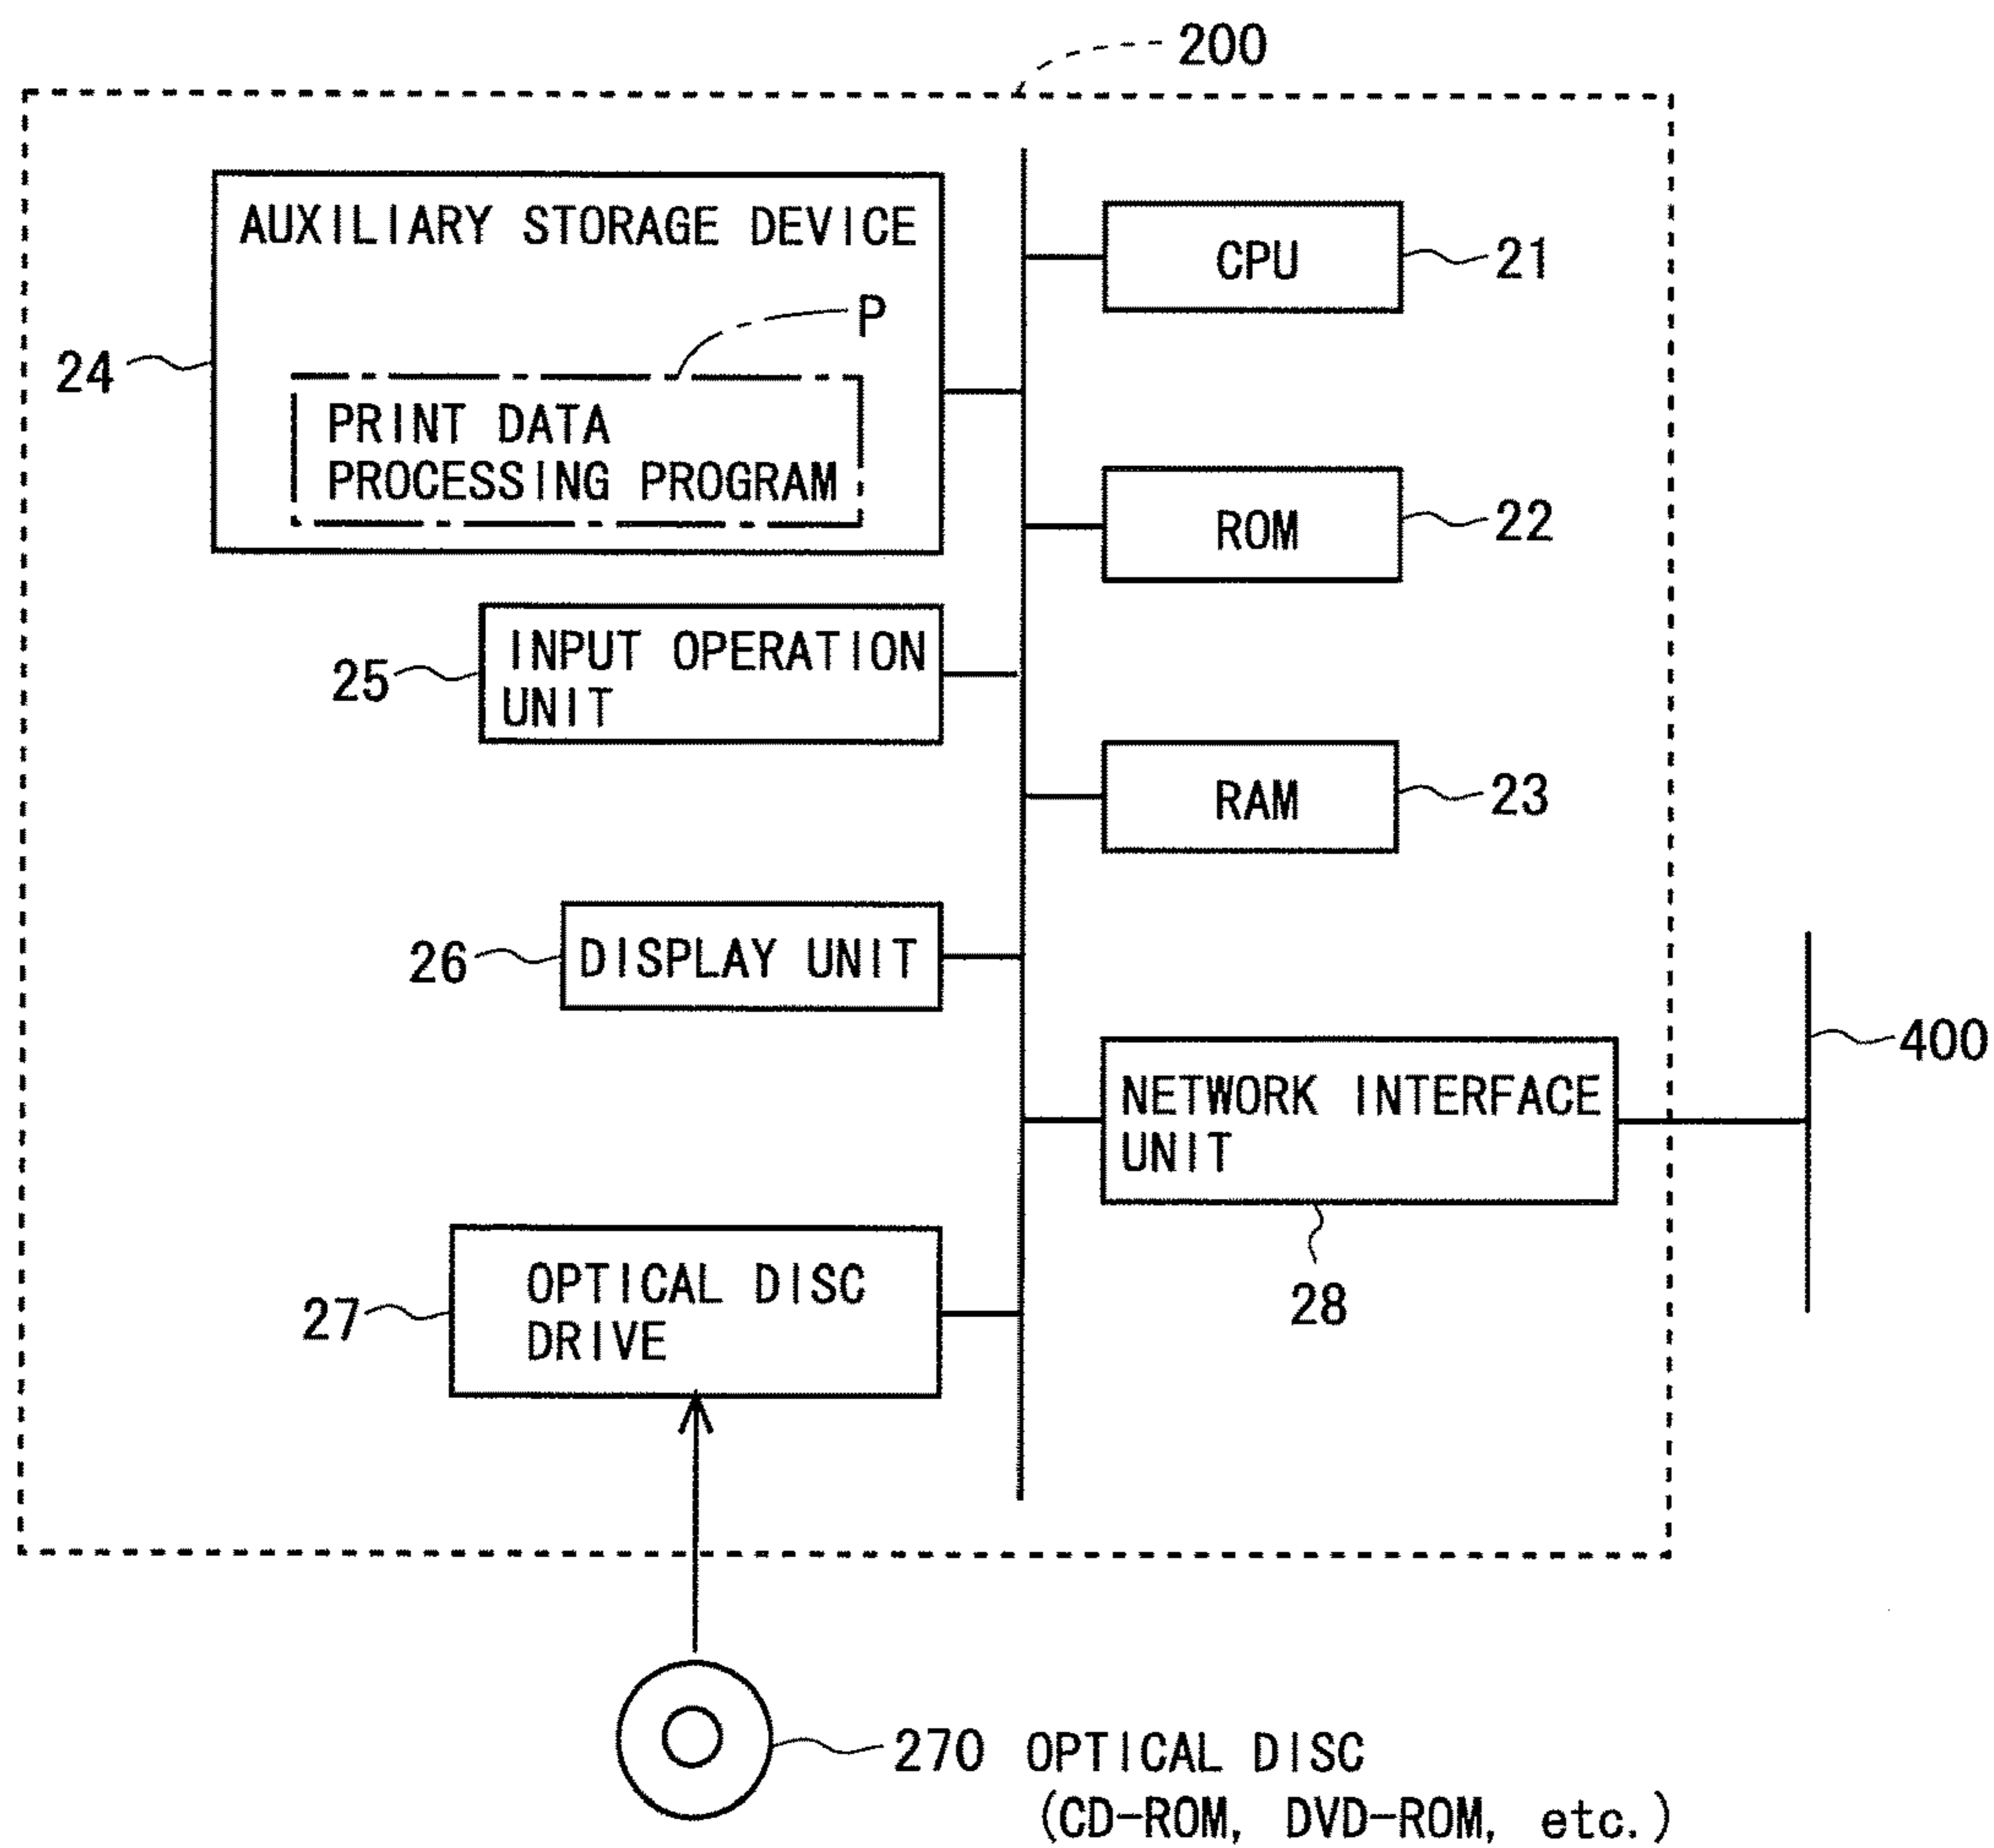 200
AUXILIARY STORAGE DEVICE
P
24
PRINT DATA
PROCESSING PROGRAM
CPU
21
ROM
22
INPUT OPERATION
UNIT
25
RAM
23
26
DISPLAY UNIT
400
NETWORK INTERFACE
UNIT
28
27
OPTICAL DISC
DRIVE
270 OPTICAL DISC
(CD-ROM, DVD-ROM, etc.)